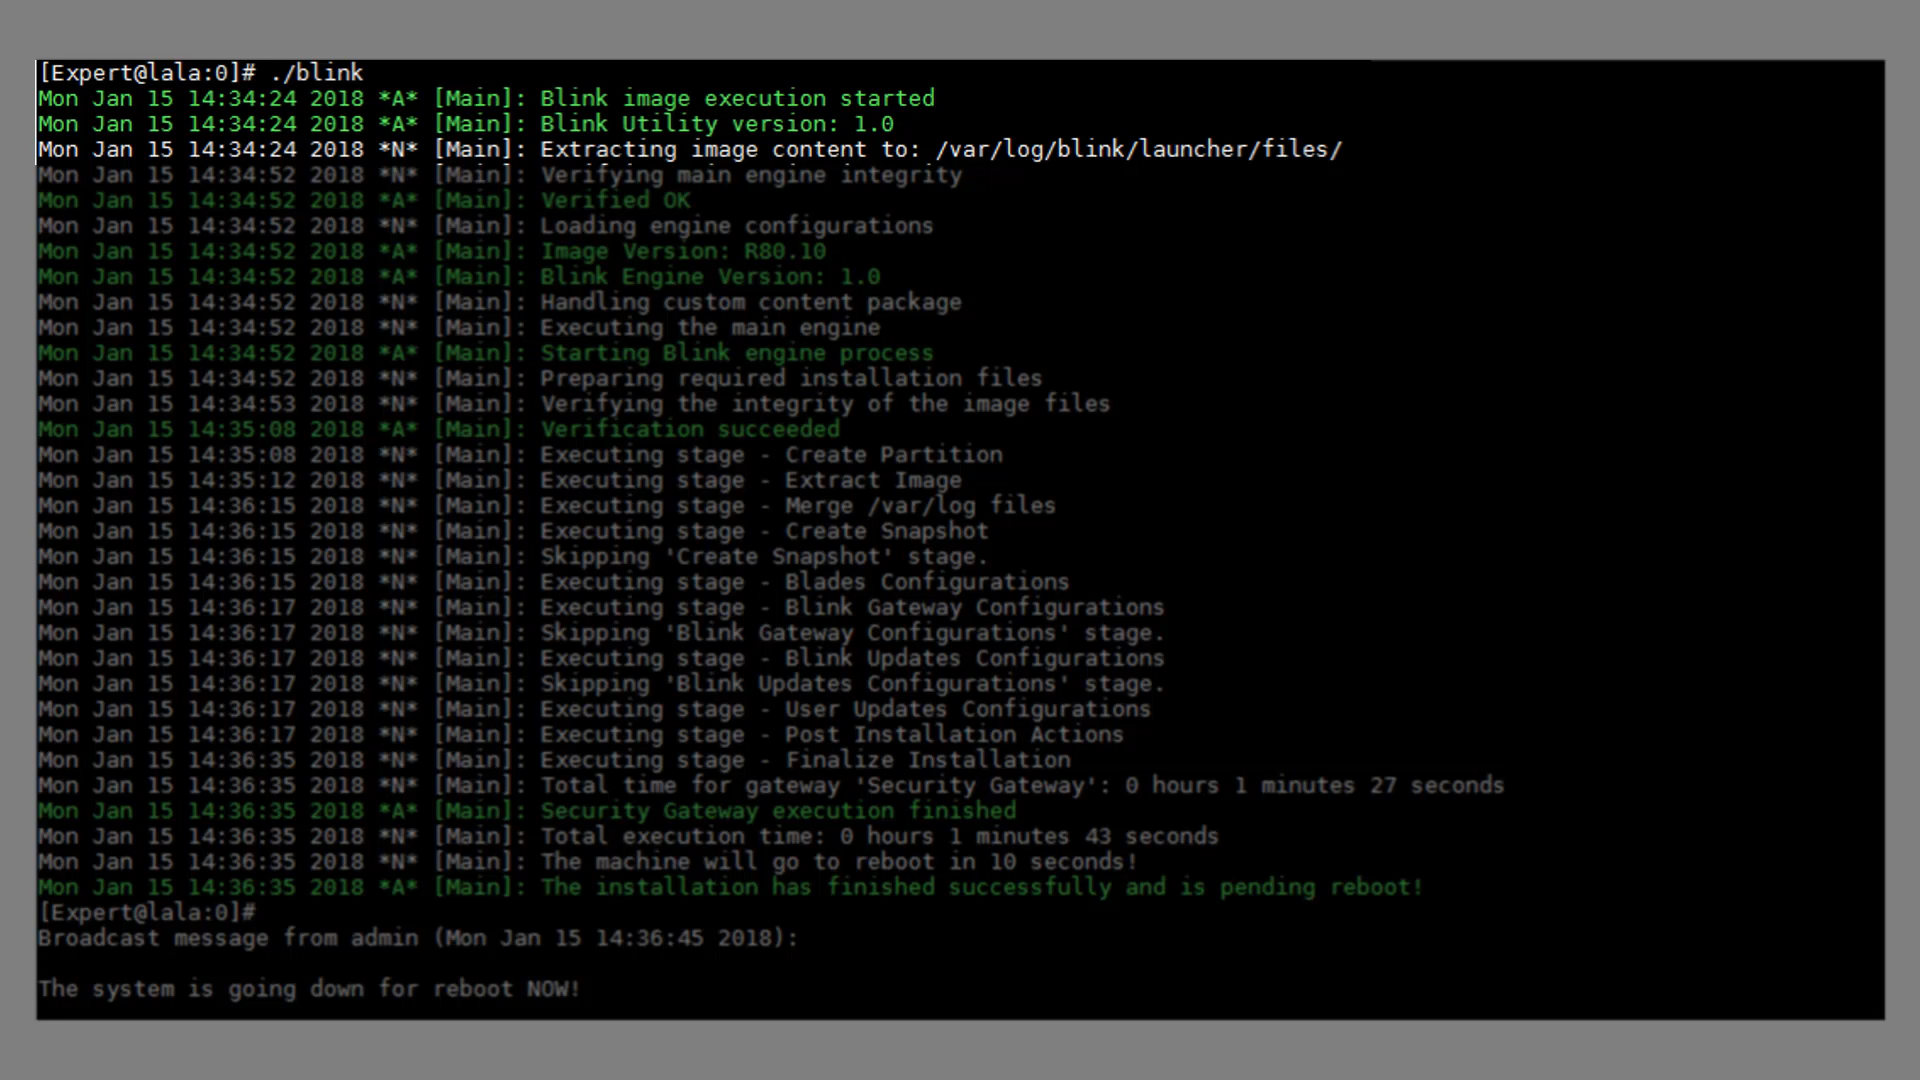 [Expert@lala:0]# ./blink
Mon Jan 15 14:34:24 2018 *A* [Main]: Blink image execution started
Mon Jan 15 14:34:24 2018 *A* [Main]: Blink Utility version: 1.0
Mon Jan 15 14:34:24 2018 *N* [Main]: Extracting image content to: /var/log/blink/launcher/files/
Mon Jan 15 14:34:52 2018 *N* [Main]: Verifying main engine integrity
Mon Jan 15 14:34:52 2018 *A* [Main]: Verified OK
Mon Jan 15 14:34:52 2018 *N* [Main]: Loading engine configurations
Mon Jan 15 14:34:52 2018 *A* [Main]: Image Version: R80.10
Mon Jan 15 14:34:52 2018 *A* [Main]: Blink Engine Version: 1.0
Mon Jan 15 14:34:52 2018 *N* [Main]: Handling custom content package
Mon Jan 15 14:34:52 2018 *N* [Main]: Executing the main engine
Mon Jan 15 14:34:52 2018 *A* [Main]: Starting Blink engine process
Mon Jan 15 14:34:52 2018 *N* [Main]: Preparing required installation files
Mon Jan 15 14:34:53 2018 *N* [Main]: Verifying the integrity of the image files
Mon Jan 15 14:35:08 2018 *A* [Main]: Verification succeeded
Mon Jan 15 14:35:08 2018 *N* [Main]: Executing stage - Create Partition
Mon Jan 15 14:35:12 2018 *N* [Main]: Executing stage - Extract Image
Mon Jan 15 14:36:15 2018 *N* [Main]: Executing stage - Merge /var/log files
Mon Jan 15 14:36:15 2018 *N* [Main]: Executing stage - Create Snapshot
Mon Jan 15 14:36:15 2018 *N* [Main]: Skipping 'Create Snapshot' stage.
Mon Jan 15 14:36:15 2018 *N* [Main]: Executing stage - Blades Configurations
Mon Jan 15 14:36:17 2018 *N* [Main]: Executing stage - Blink Gateway Configurations
Mon Jan 15 14:36:17 2018 *N* [Main]: Skipping 'Blink Gateway Configurations' stage.
Mon Jan 15 14:36:17 2018 *N* [Main]: Executing stage - Blink Updates Configurations
Mon Jan 15 14:36:17 2018 *N* [Main]: Skipping 'Blink Updates Configurations' stage.
Mon Jan 15 14:36:17 2018 *N* [Main]: Executing stage - User Updates Configurations
Mon Jan 15 14:36:17 2018 *N* [Main]: Executing stage - Post Installation Actions
Mon Jan 15 14:36:35 2018 *N* [Main]: Executing stage - Finalize Installation
Mon Jan 15 14:36:35 2018 *N* [Main]: Total time for gateway 'Security Gateway': 0 hours 1 minutes 27 seconds
Mon Jan 15 14:36:35 2018 *A* [Main]: Security Gateway execution finished
Mon Jan 15 14:36:35 2018 *N* [Main]: Total execution time: 0 hours 1 minutes 43 seconds
Mon Jan 15 14:36:35 2018 *N* [Main]: The machine will go to reboot in 10 seconds!
Mon Jan 15 14:36:35 2018 *A* [Main]: The installation has finished successfully and is pending reboot!
[Expert@lala:0]#
Broadcast message from admin (Mon Jan 15 14:36:45 2018):
The system is going down for reboot NOW!